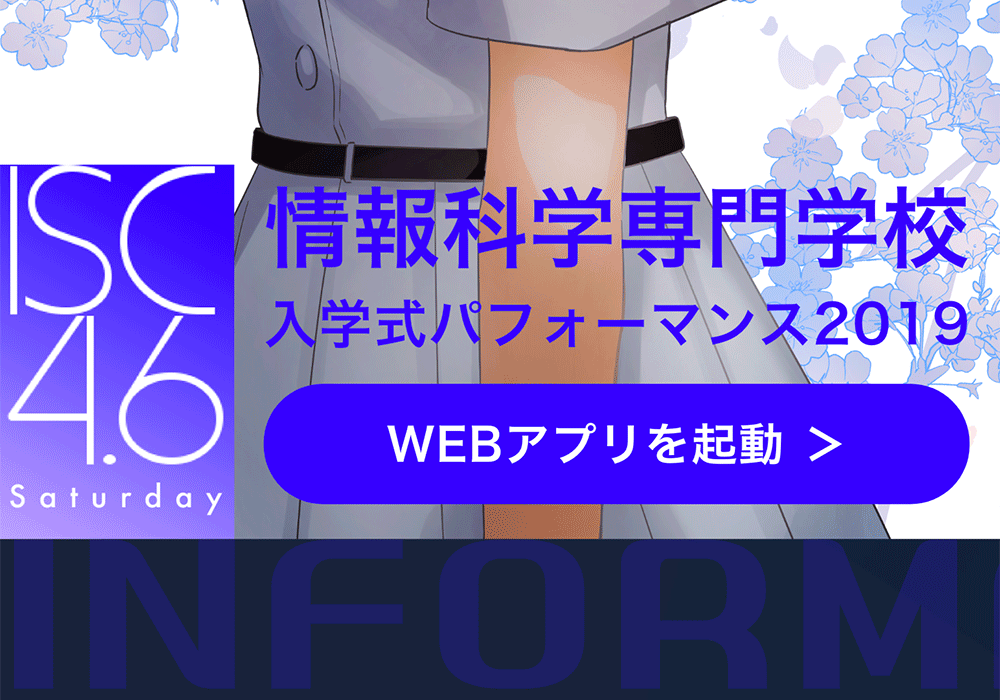 ISC
4.6
Saturday
情報科学専門学校
入学式パフォーマンス2019
WEBアプリを起動 ＞
INFORM